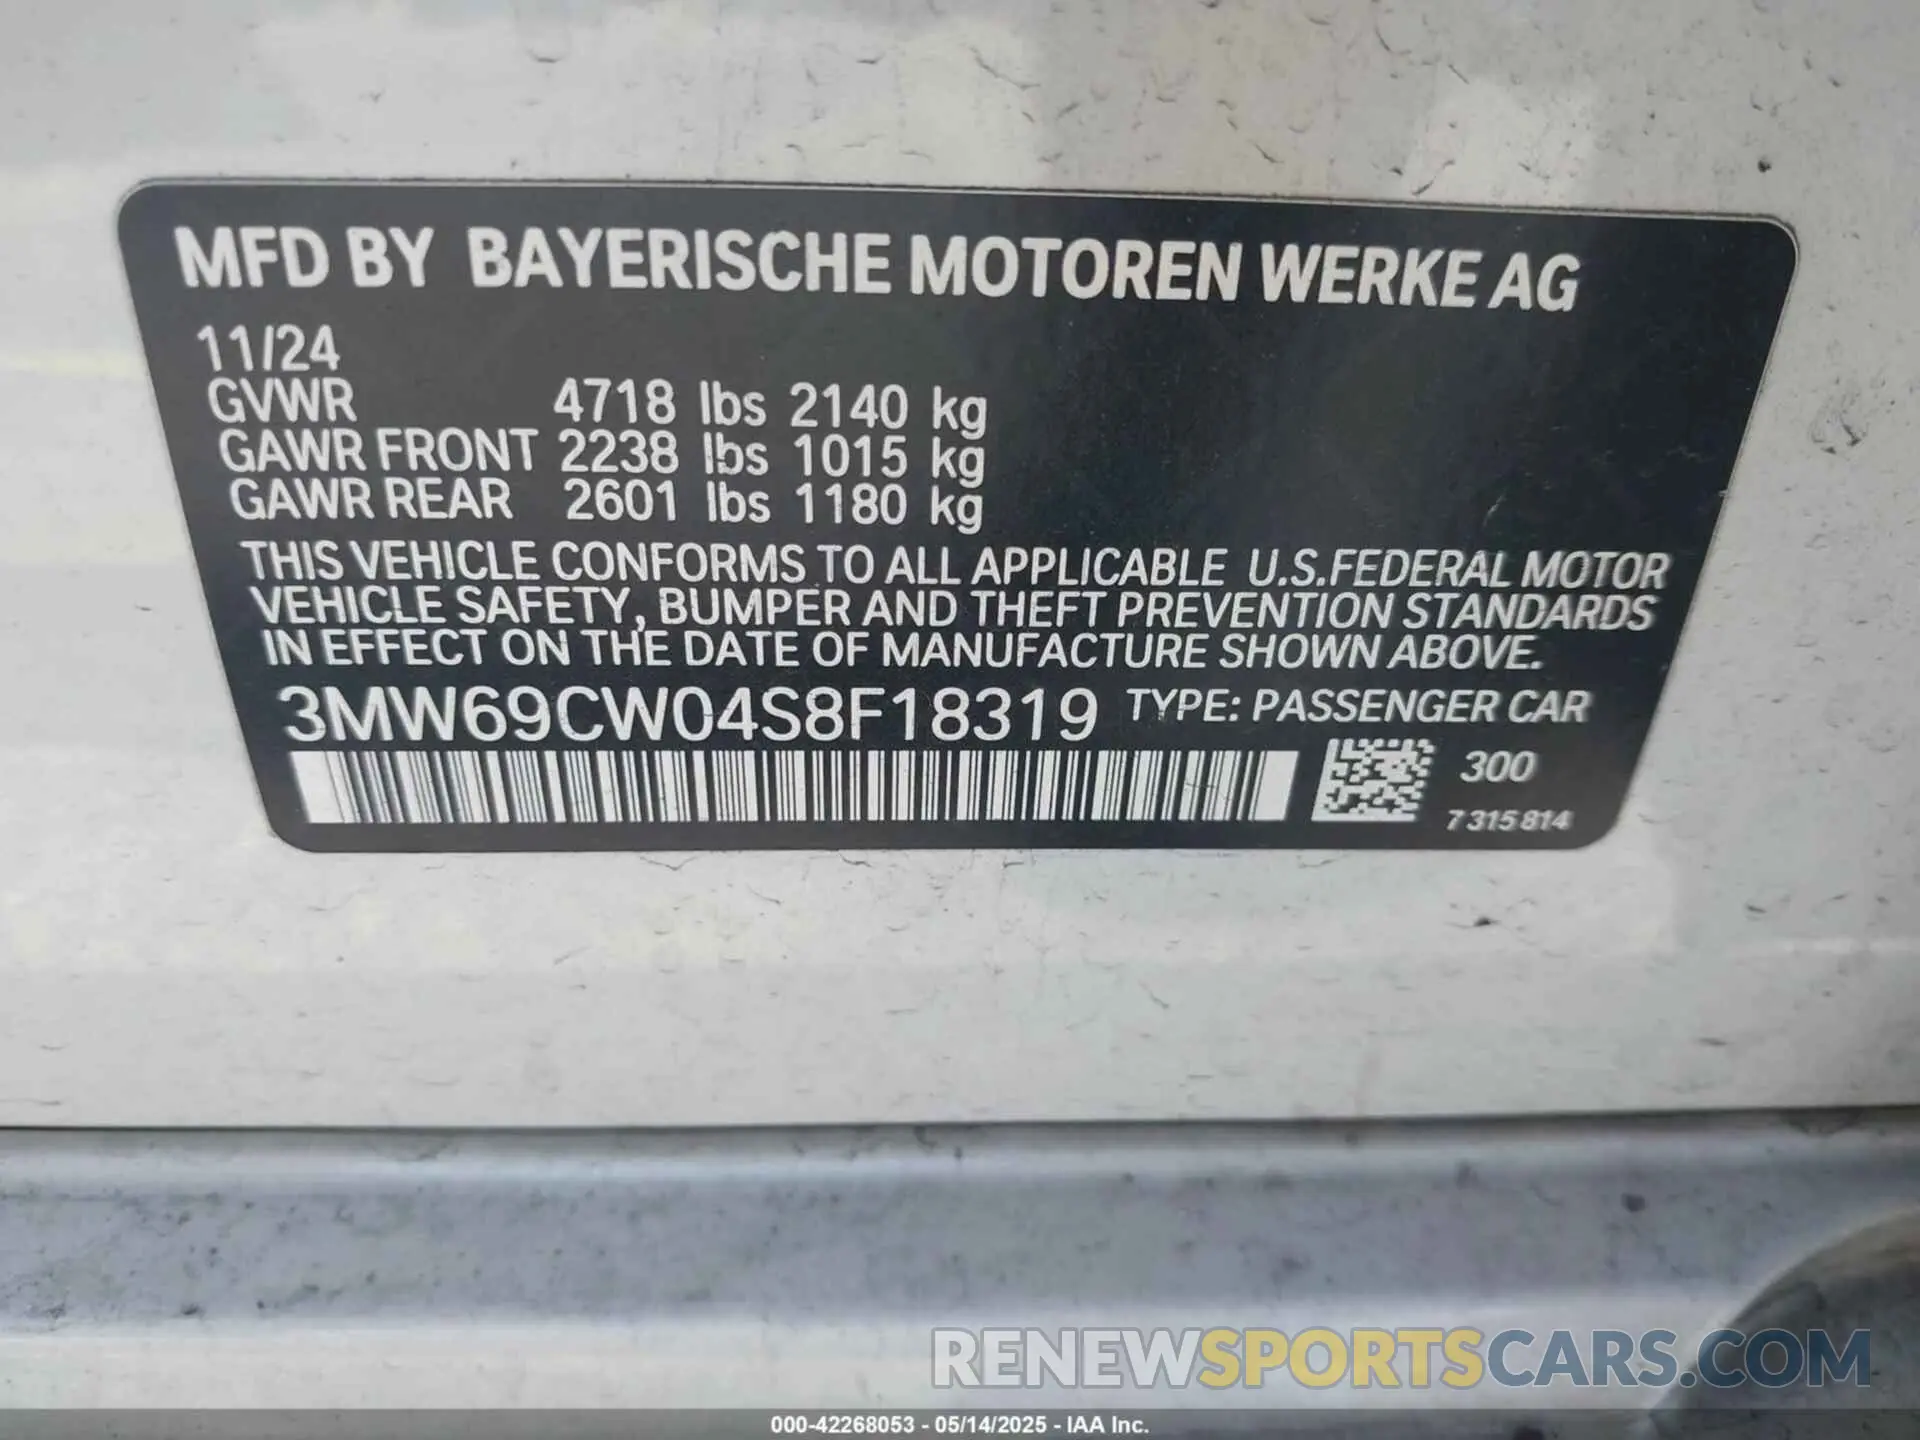 MFD BY BAYERISCHE MOTOREN WERKE AG
11/24
GVWR 4718 lbs 2140 kg
GAWR FRONT 2238 lbs 1015 kg
GAWR REAR 2601 lbs 1180 kg
THIS VEHICLE CONFORMS TO ALL APPLICABLE U.S.FEDERAL MOTOR
VEHICLE SAFETY, BUMPER AND THEFT PREVENTION STANDARDS
IN EFFECT ON THE DATE OF MANUFACTURE SHOWN ABOVE.
3MW69CW04S8F18319 TYPE: PASSENGER CAR
300
7 315 814
RENEWSPORTSCARS.COM
000-42268053 - 05/14/2025 - IAA Inc.